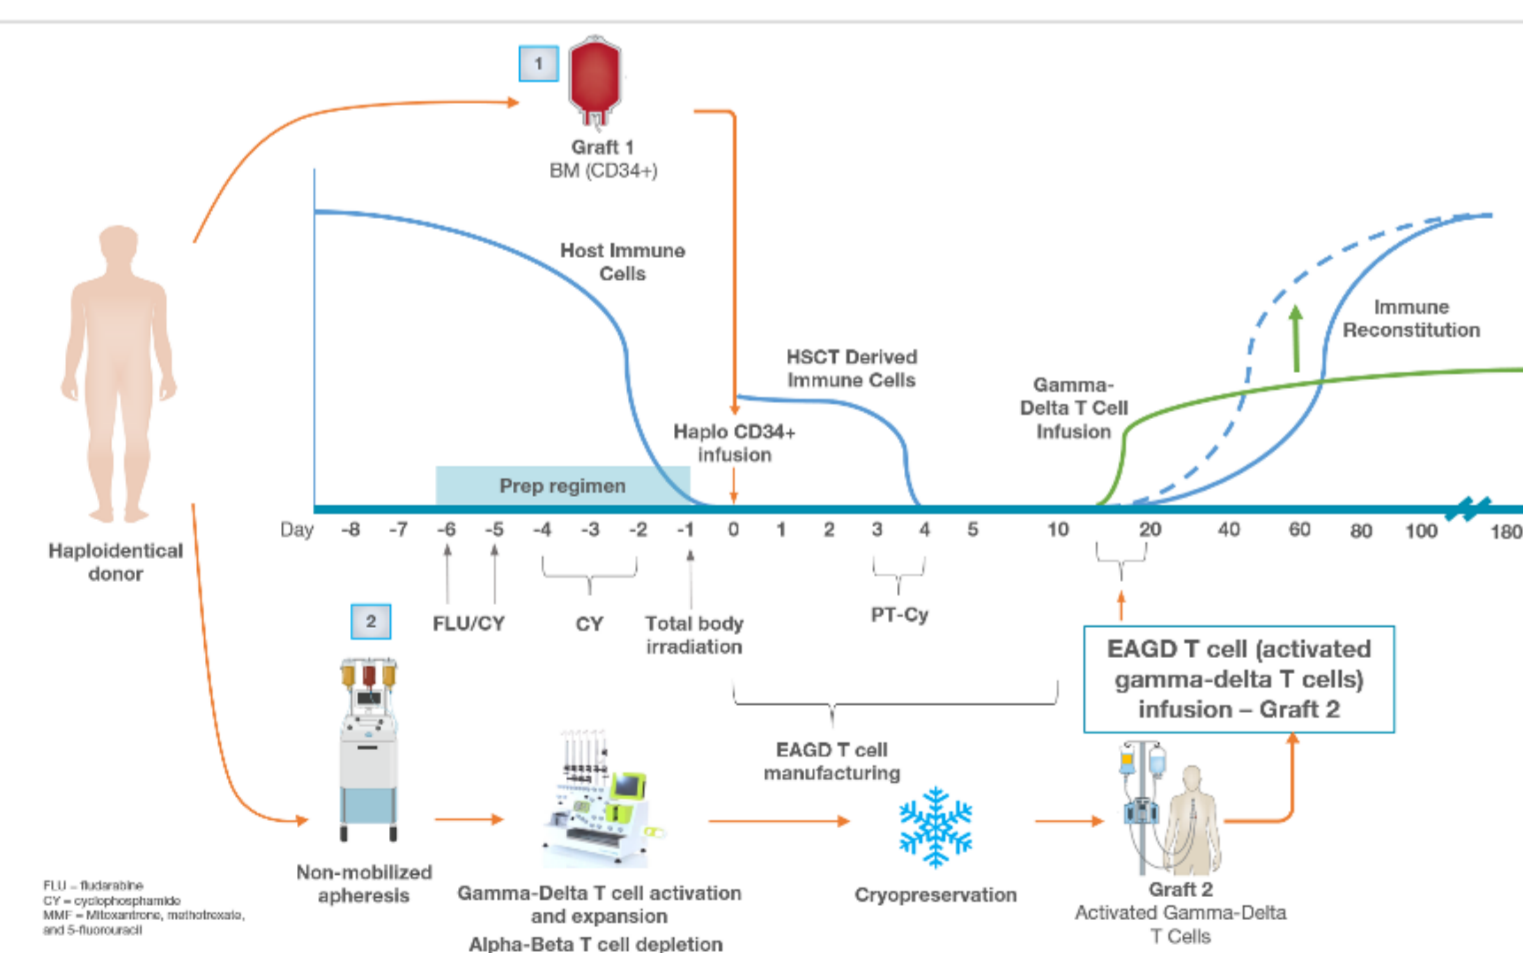 1
Graft 1
BM (CD34+)
Host Immune
Cells
HSCT Derived
Immune Cells
Haplo CD34+
infusion
Gamma-
Delta T Cell
Infusion
Immune
Reconstitution
Prep regimen
Day -8 -7 -6 -5 -4 -3 -2 -1 0 1 2 3 4 5 10 20 40 60 80 100 180
Haploidentical
donor
FLU/CY
CY
Total body
irradiation
PT-Cy
2
EAGD T cell (activated
gamma-delta T cells)
infusion – Graft 2
EAGD T cell
manufacturing
Non-mobilized
apheresis
Gamma-Delta T cell activation
and expansion
Alpha-Beta T cell depletion
Cryopreservation
Graft 2
Activated Gamma-Delta
T Cells
FLU = fludarabine
CY = cyclophosphamide
MMF = Mitoxantrone, methotrexate,
and 5-fluorouracil